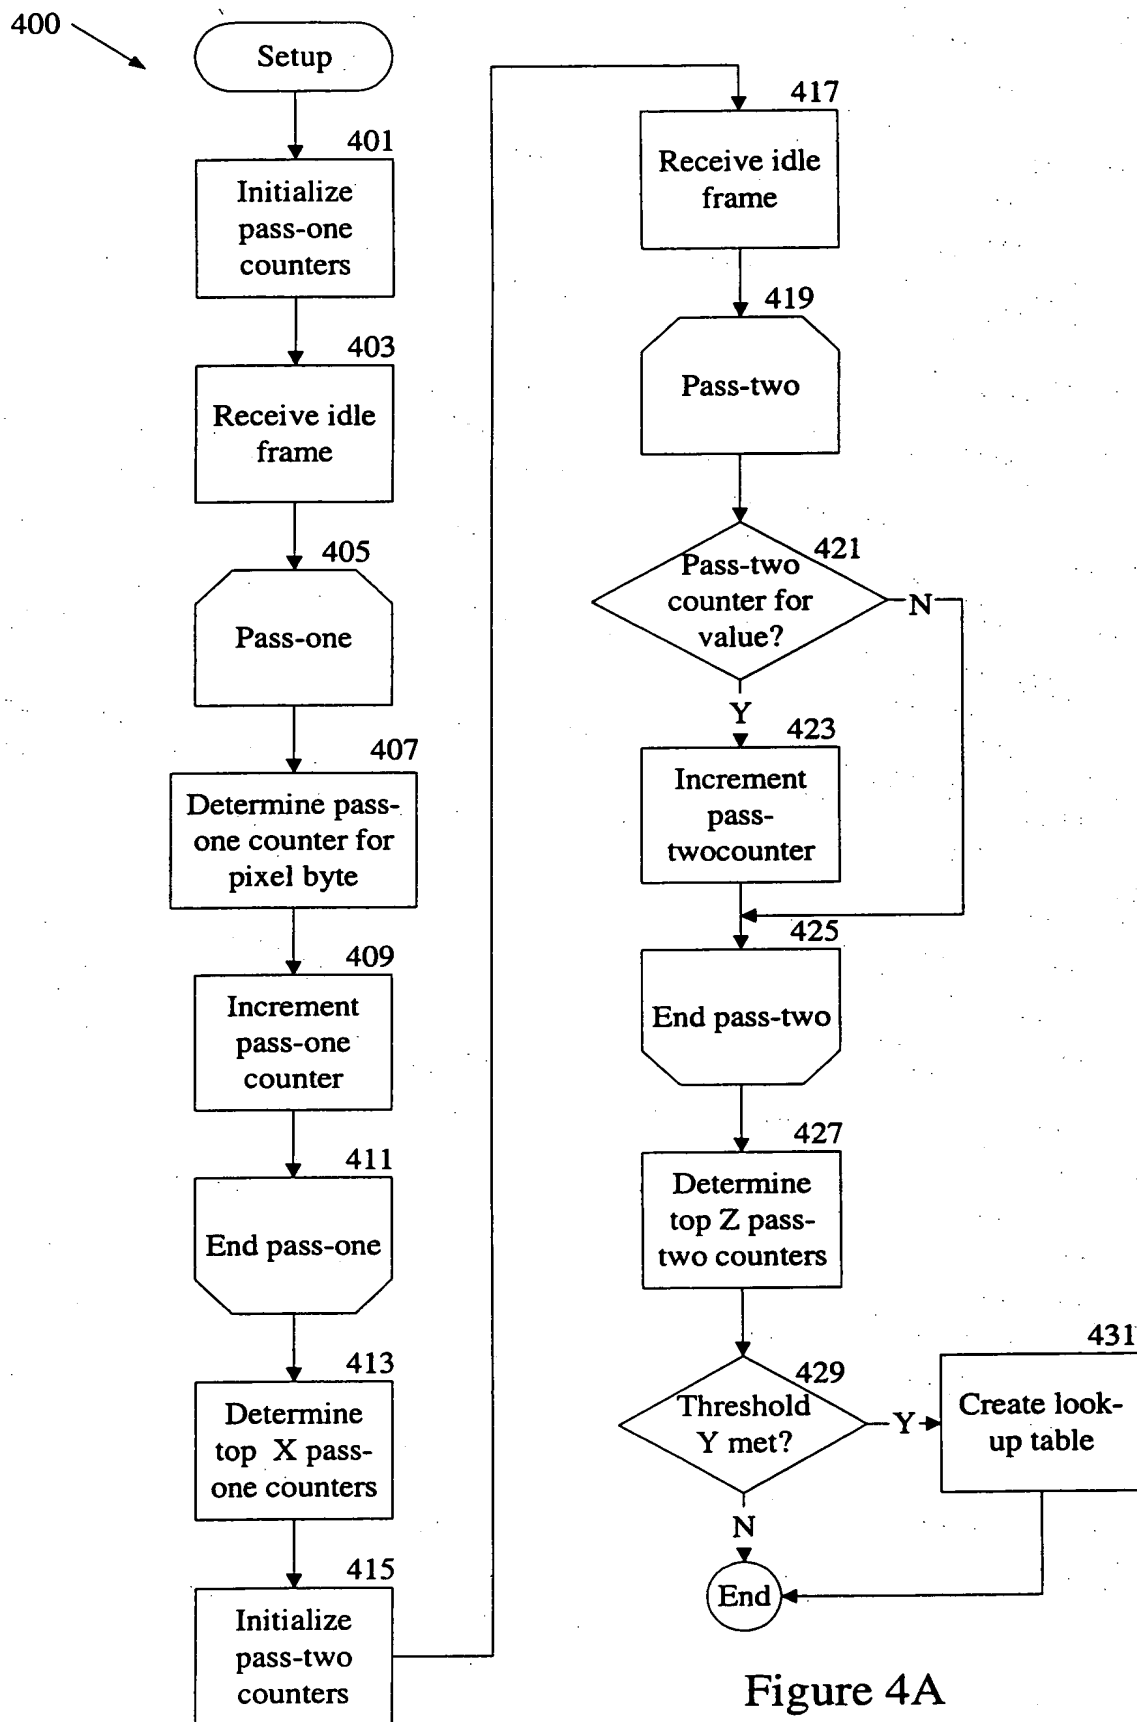 400
Setup
401
Initialize
pass-one
counters
403
Receive idle
frame
405
Pass-one
407
Determine pass-
one counter for
pixel byte
409
Increment
pass-one
counter
411
End pass-one
413
Determine
top X pass-
one counters
415
Initialize
pass-two
counters
417
Receive idle
frame
419
Pass-two
421
Pass-two
counter for
value?
N
Y
423
Increment
pass-
twocounter
425
End pass-two
427
Determine
top Z pass-
two counters
429
Threshold
Y met?
Y
431
Create look-
up table
N
End
Figure 4A